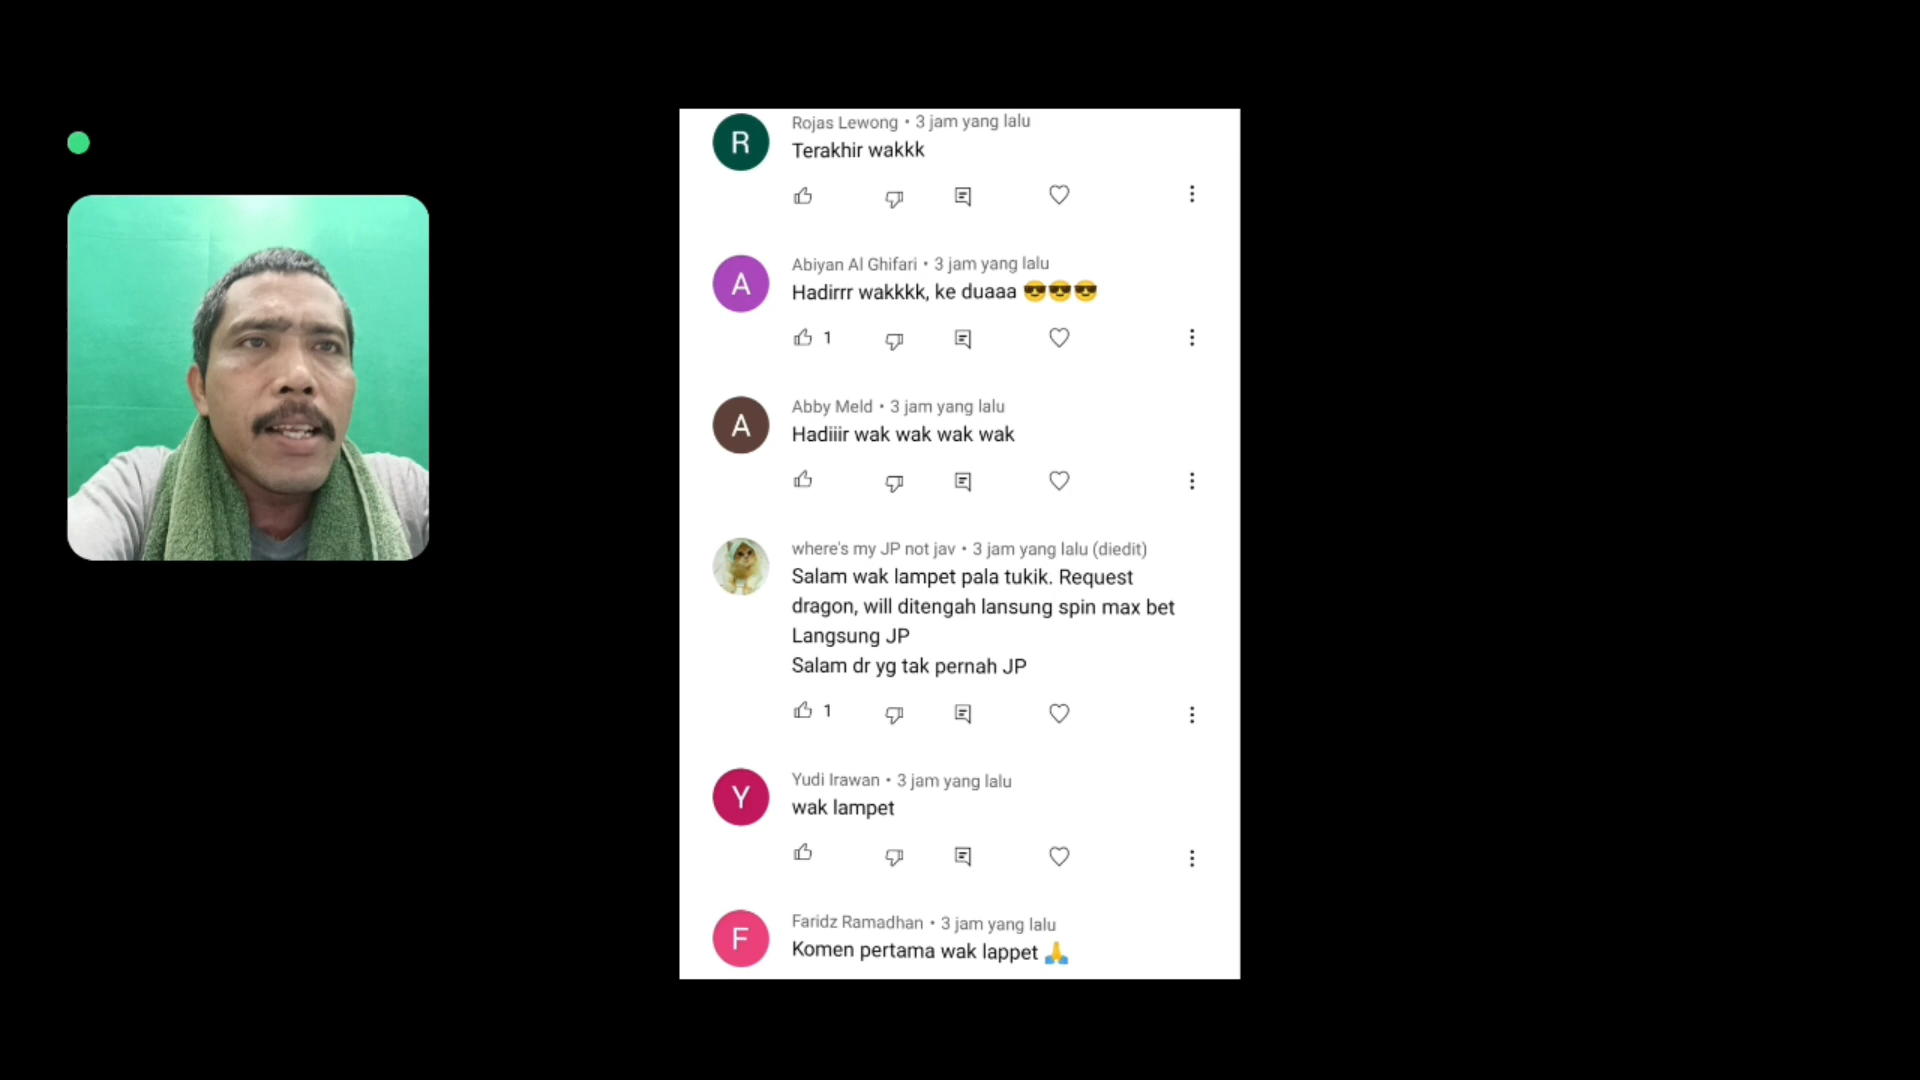 R
Rojas Lewong • 3 jam yang lalu
Terakhir wakkk
A
Abiyan Al Ghifari • 3 jam yang lalu
Hadirrr wakkkk, ke duaaa 😎😎😎
1
A
Abby Meld • 3 jam yang lalu
Hadiiir wak wak wak wak
where's my JP not jav • 3 jam yang lalu (diedit)
Salam wak lampet pala tukik. Request
dragon, will ditengah lansung spin max bet
Langsung JP
Salam dr yg tak pernah JP
1
Y
Yudi Irawan • 3 jam yang lalu
wak lampet
F
Faridz Ramadhan • 3 jam yang lalu
Komen pertama wak lappet 🙏